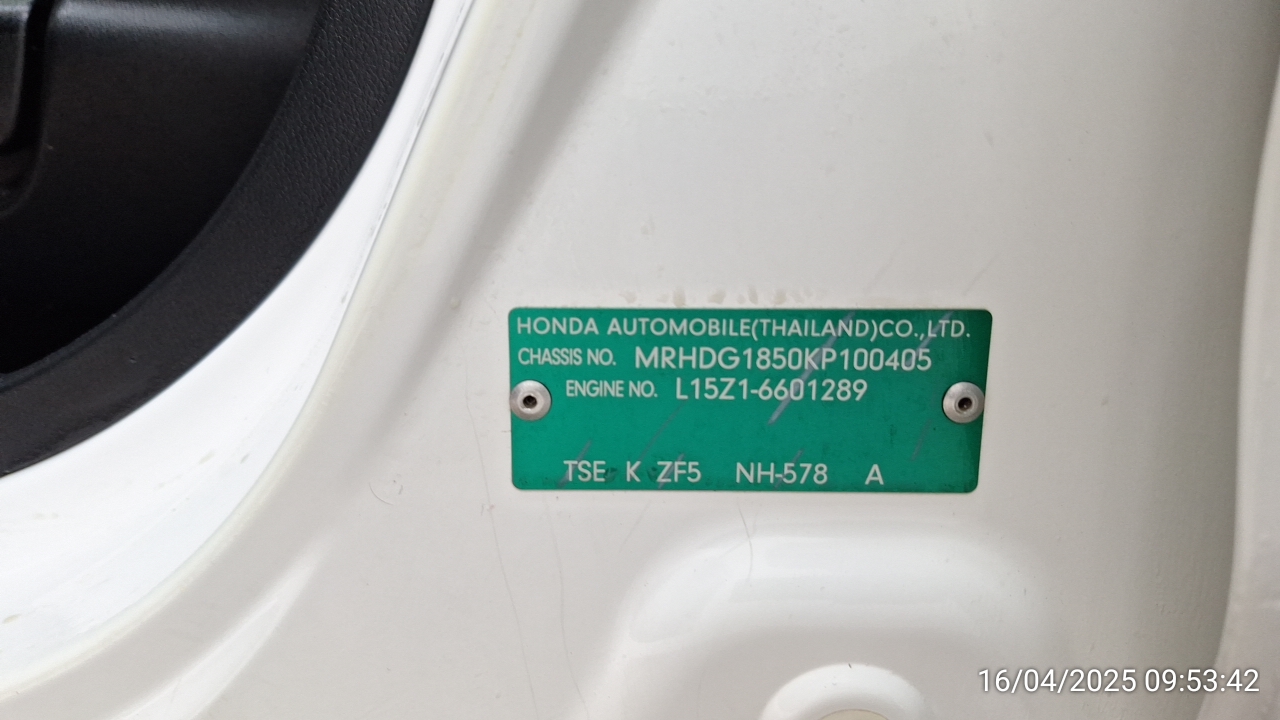 HONDA AUTOMOBILE(THAILAND)CO.,LTD.
CHASSIS NO. MRHDG1850KP100405
ENGINE NO. L15Z1-6601289
TSE K ZF5 NH-578 A
16/04/2025 09:53:42